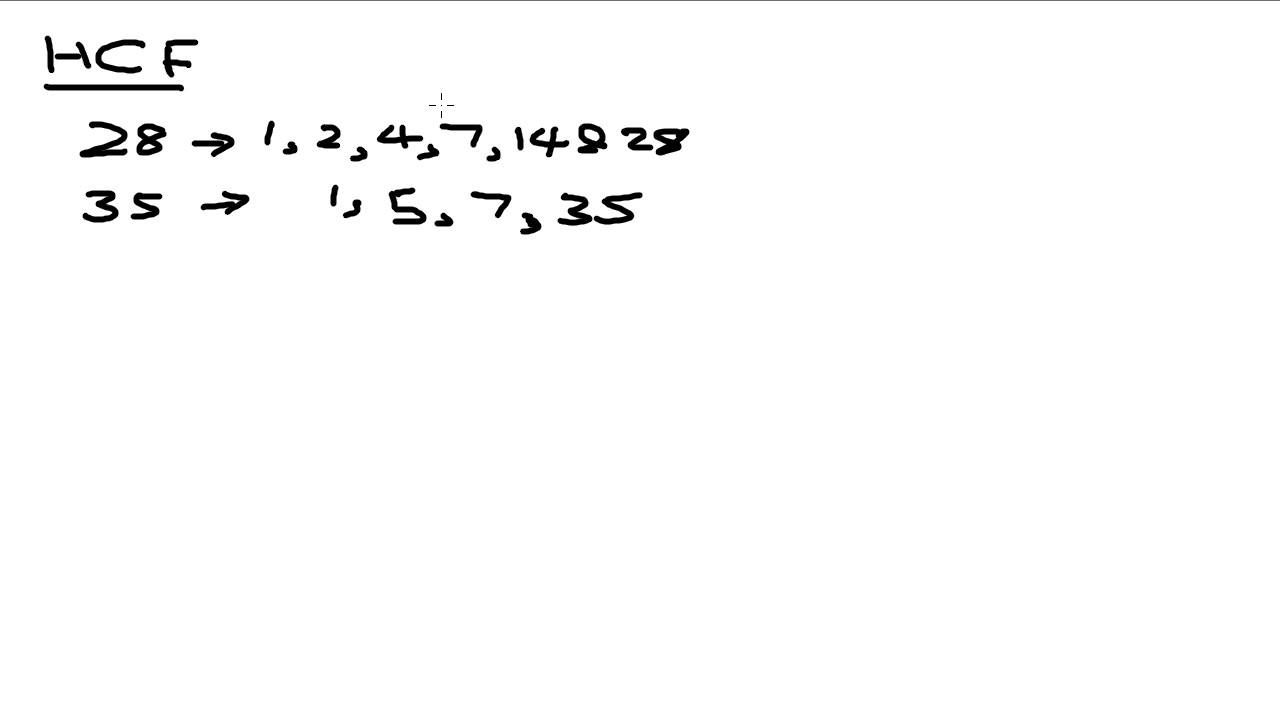 HCF
28 → 1, 2, 4, 7, 14 & 28
35 → 1, 5, 7, 35